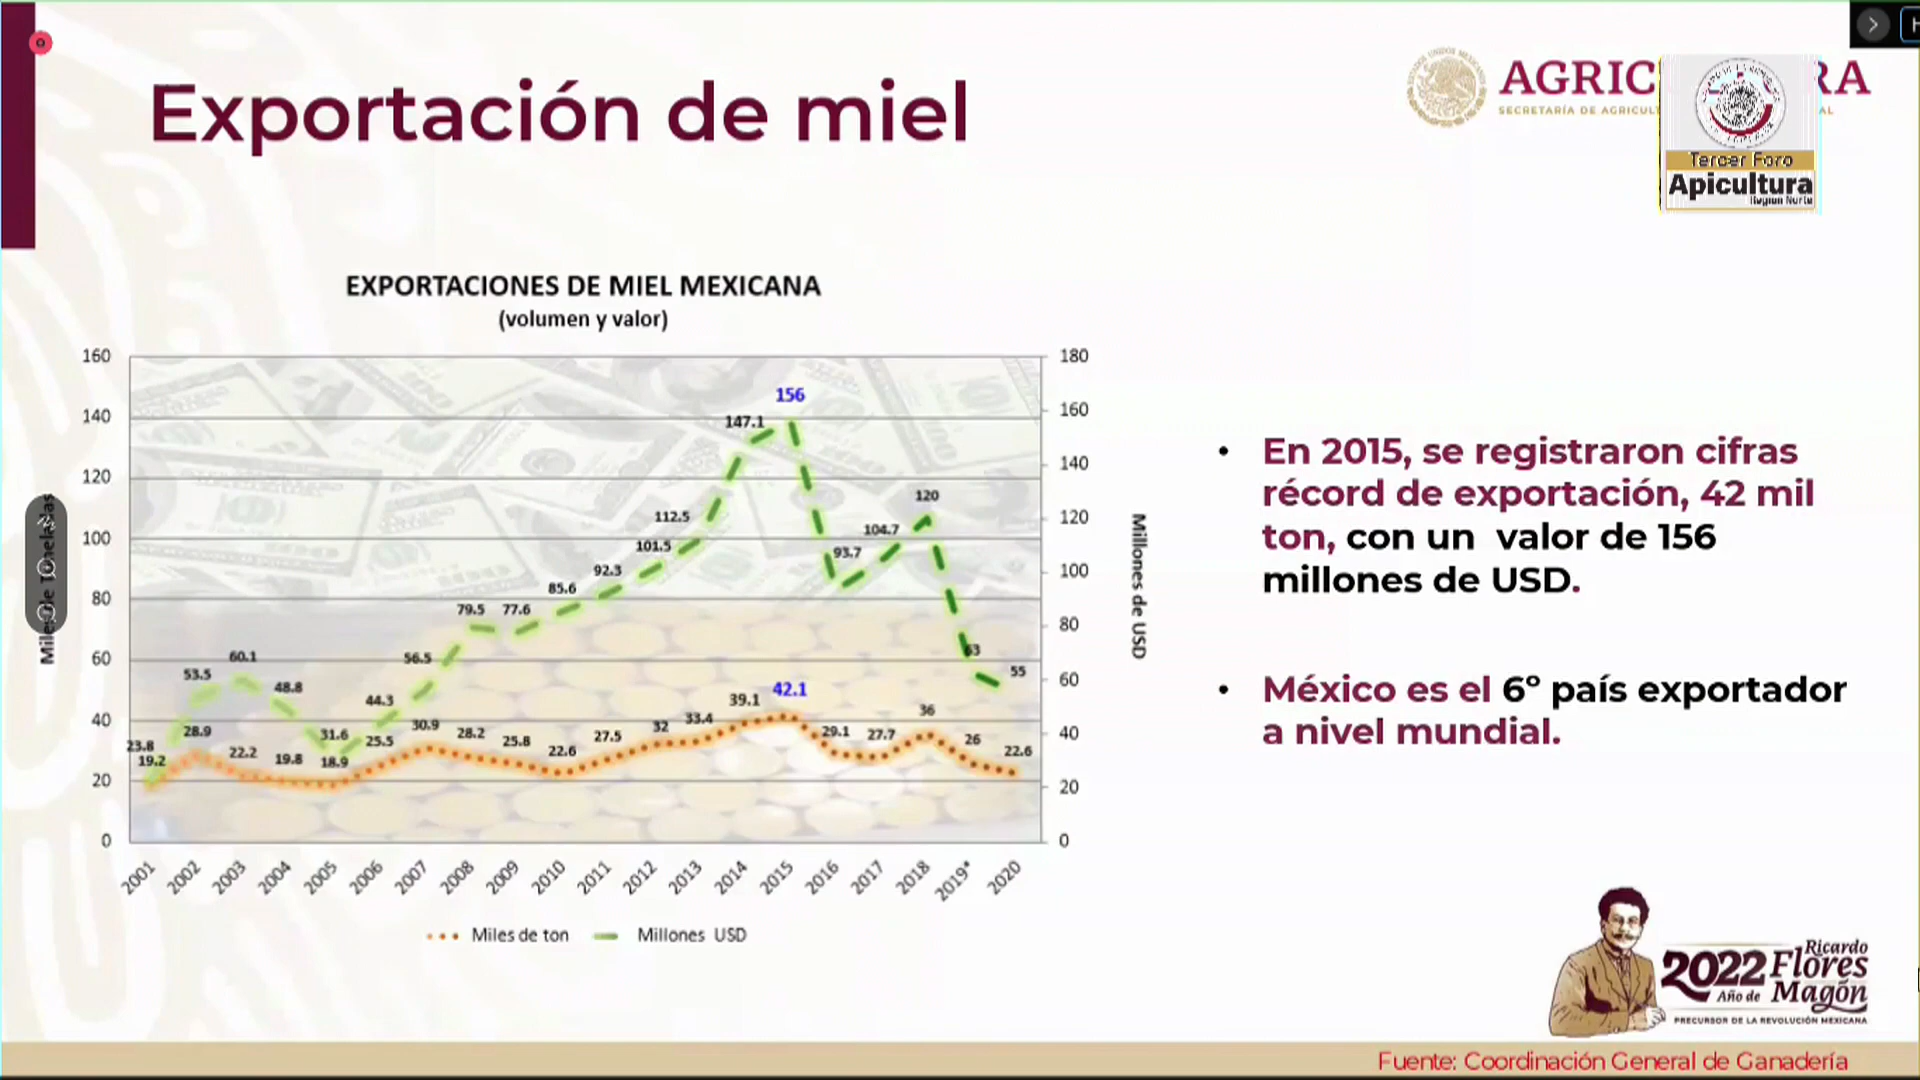 Exportación de miel
AGRIC RA
SECRETARÍA DE AGRICULT AL
Tercer Foro
Apicultura
Región Norte
EXPORTACIONES DE MIEL MEXICANA
(volumen y valor)
160
140
120
100
80
60
40
20
0
Miles de Toneladas
180
160
140
120
100
80
60
40
20
0
Millones de USD
23.8
53.5
60.1
48.8
31.6
44.3
56.5
79.5
77.6
85.6
92.3
101.5
112.5
147.1
156
93.7
104.7
120
63
55
19.2
28.9
22.2
19.8
18.9
25.5
30.9
28.2
25.8
22.6
27.5
32
33.4
39.1
42.1
29.1
27.7
36
26
22.6
2001 2002 2003 2004 2005 2006 2007 2008 2009 2010 2011 2012 2013 2014 2015 2016 2017 2018 2019* 2020
Miles de ton Millones USD
• En 2015, se registraron cifras
récord de exportación, 42 mil
ton, con un valor de 156
millones de USD.
• México es el 6º país exportador
a nivel mundial.
2022 Ricardo
Flores
Año de Magón
PRECURSOR DE LA REVOLUCIÓN MEXICANA
Fuente: Coordinación General de Ganadería